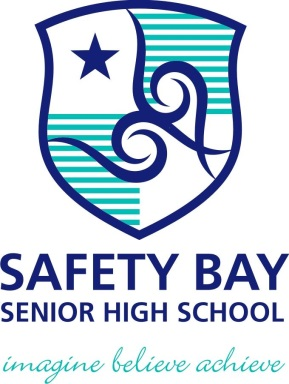 SAFETY BAY
SENIOR HIGH SCHOOL
imagine believe achieve